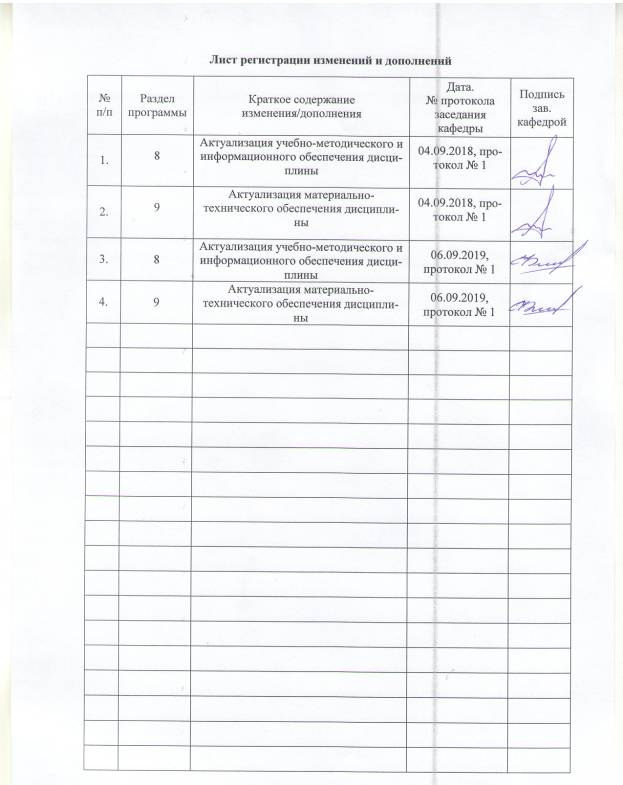 Лист регистрации изменений и дополнений
№
п/п
Раздел
программы
Краткое содержание
изменения/дополнения
Дата.
№ протокола
заседания
кафедры
Подпись
зав.
кафедрой
1.
8
Актуализация учебно-методического и
информационного обеспечения дисци-
плины
04.09.2018, про-
токол № 1
2.
9
Актуализация материально-
технического обеспечения дисципли-
ны
04.09.2018, про-
токол № 1
3.
8
Актуализация учебно-методического и
информационного обеспечения дисци-
плины
06.09.2019,
протокол № 1
4.
9
Актуализация материально-
технического обеспечения дисципли-
ны
06.09.2019,
протокол № 1